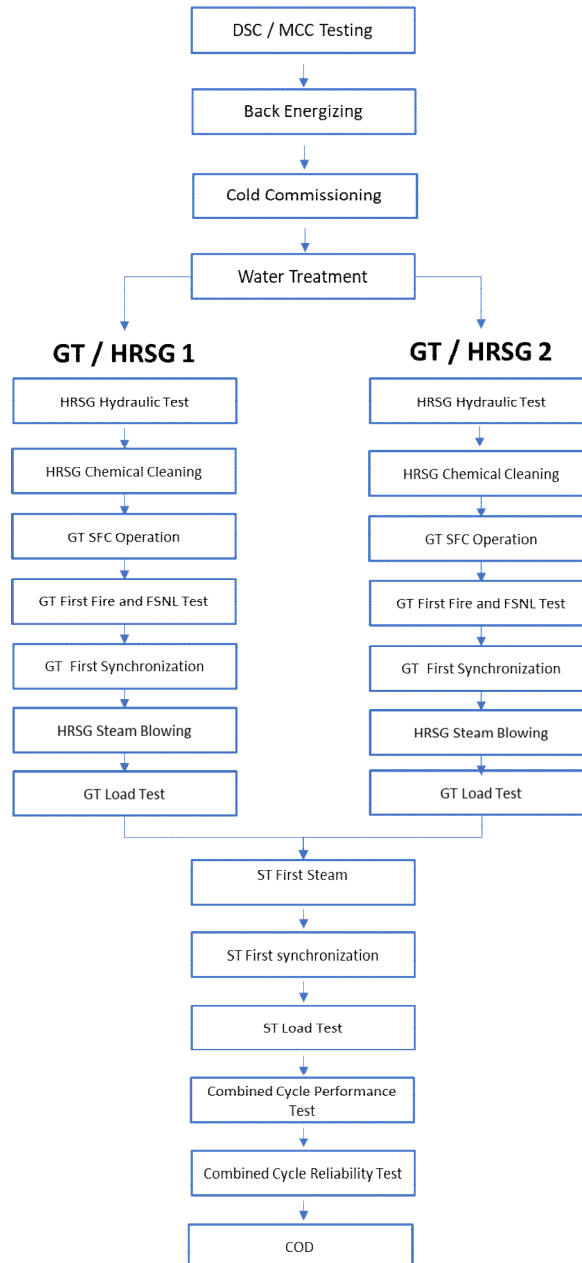 DSC / MCC Testing
Back Energizing
Cold Commissioning
Water Treatment
GT / HRSG 1
HRSG Hydraulic Test
HRSG Chemical Cleaning
GT SFC Operation
GT First Fire and FSNL Test
GT First Synchronization
HRSG Steam Blowing
GT Load Test
GT / HRSG 2
HRSG Hydraulic Test
HRSG Chemical Cleaning
GT SFC Operation
GT First Fire and FSNL Test
GT First Synchronization
HRSG Steam Blowing
GT Load Test
ST First Steam
ST First synchronization
ST Load Test
Combined Cycle Performance
Test
Combined Cycle Reliability Test
COD